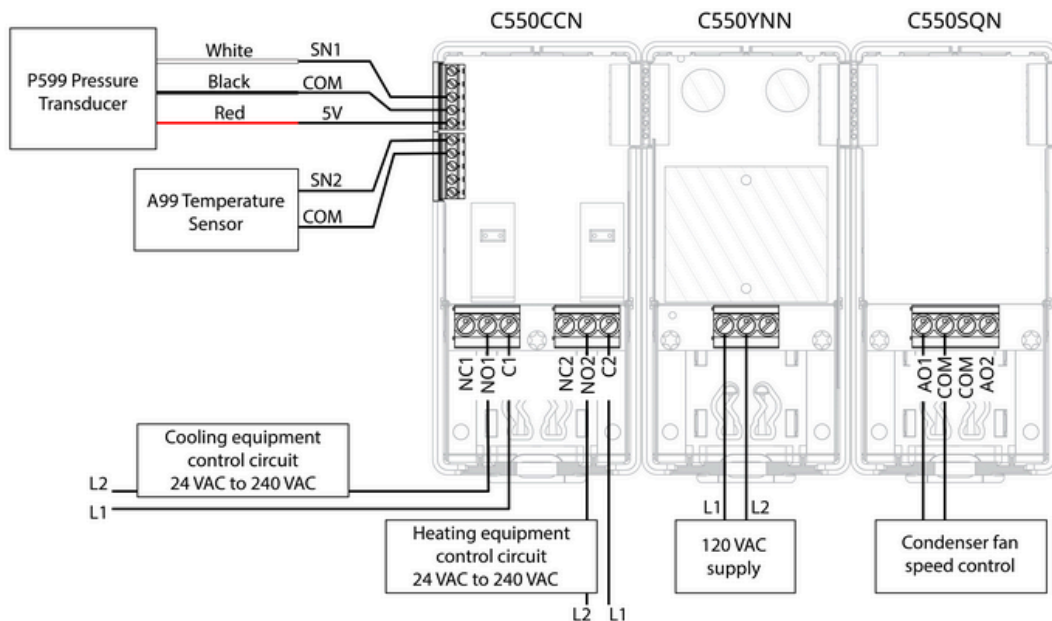 C550CCN
C550YNN
C550SQN
P599 Pressure
Transducer
White
SN1
Black
COM
Red
5V
A99 Temperature
Sensor
SN2
COM
NC1
NO1
C1
NC2
NO2
C2
AO1
COM
COM
AO2
Cooling equipment
control circuit
24 VAC to 240 VAC
L2
L1
Heating equipment
control circuit
24 VAC to 240 VAC
L2
L1
L1
L2
120 VAC
supply
Condenser fan
speed control